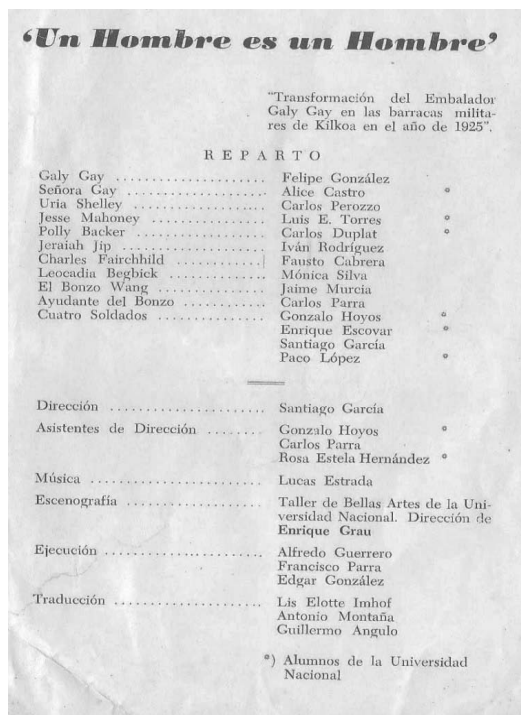 ‘Un Hombre es un Hombre’
"Transformación del Embalador
Galy Gay en las barracas milita-
res de Kilkoa en el año de 1925".
REPARTO
Galy Gay ..................... Felipe González
Señora Gay .................... Alice Castro *
Uria Shelley ................... Carlos Perozzo
Jesse Mahoney ................ Luis E. Torres *
Polly Backer ................... Carlos Duplat *
Jeraiah Jip .................... Iván Rodríguez
Charles Fairchhild ............ Fausto Cabrera
Leocadia Begbick .............. Mónica Silva
El Bonzo Wang ................ Jaime Murcia
Ayudante del Bonzo ............ Carlos Parra
Cuatro Soldados ............... Gonzalo Hoyos *
Enrique Escovar *
Santiago García
Paco López *
Dirección ...................... Santiago García
Asistentes de Dirección ........ Gonzalo Hoyos *
Carlos Parra
Rosa Estela Hernández *
Música ........................ Lucas Estrada
Escenografía .................... Taller de Bellas Artes de la Uni-
versidad Nacional. Dirección de
Enrique Grau
Ejecución ...................... Alfredo Guerrero
Francisco Parra
Edgar González
Traducción ..................... Lis Elotte Imhof
Antonio Montaña
Guillermo Angulo
*) Alumnos de la Universidad
Nacional